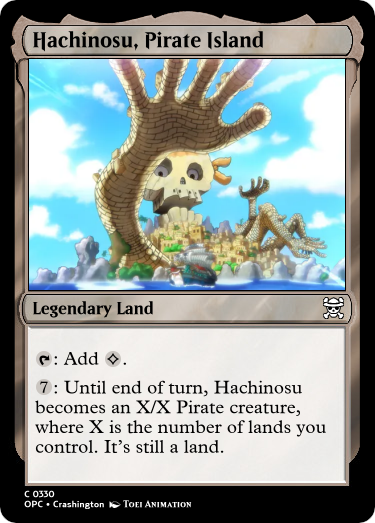 Hachinosu, Pirate Island
Legendary Land
: Add .
7: Until end of turn, Hachinosu
becomes an X/X Pirate creature,
where X is the number of lands you
control. It's still a land.
C 0330
OPC • Crashington TOEI ANIMATION